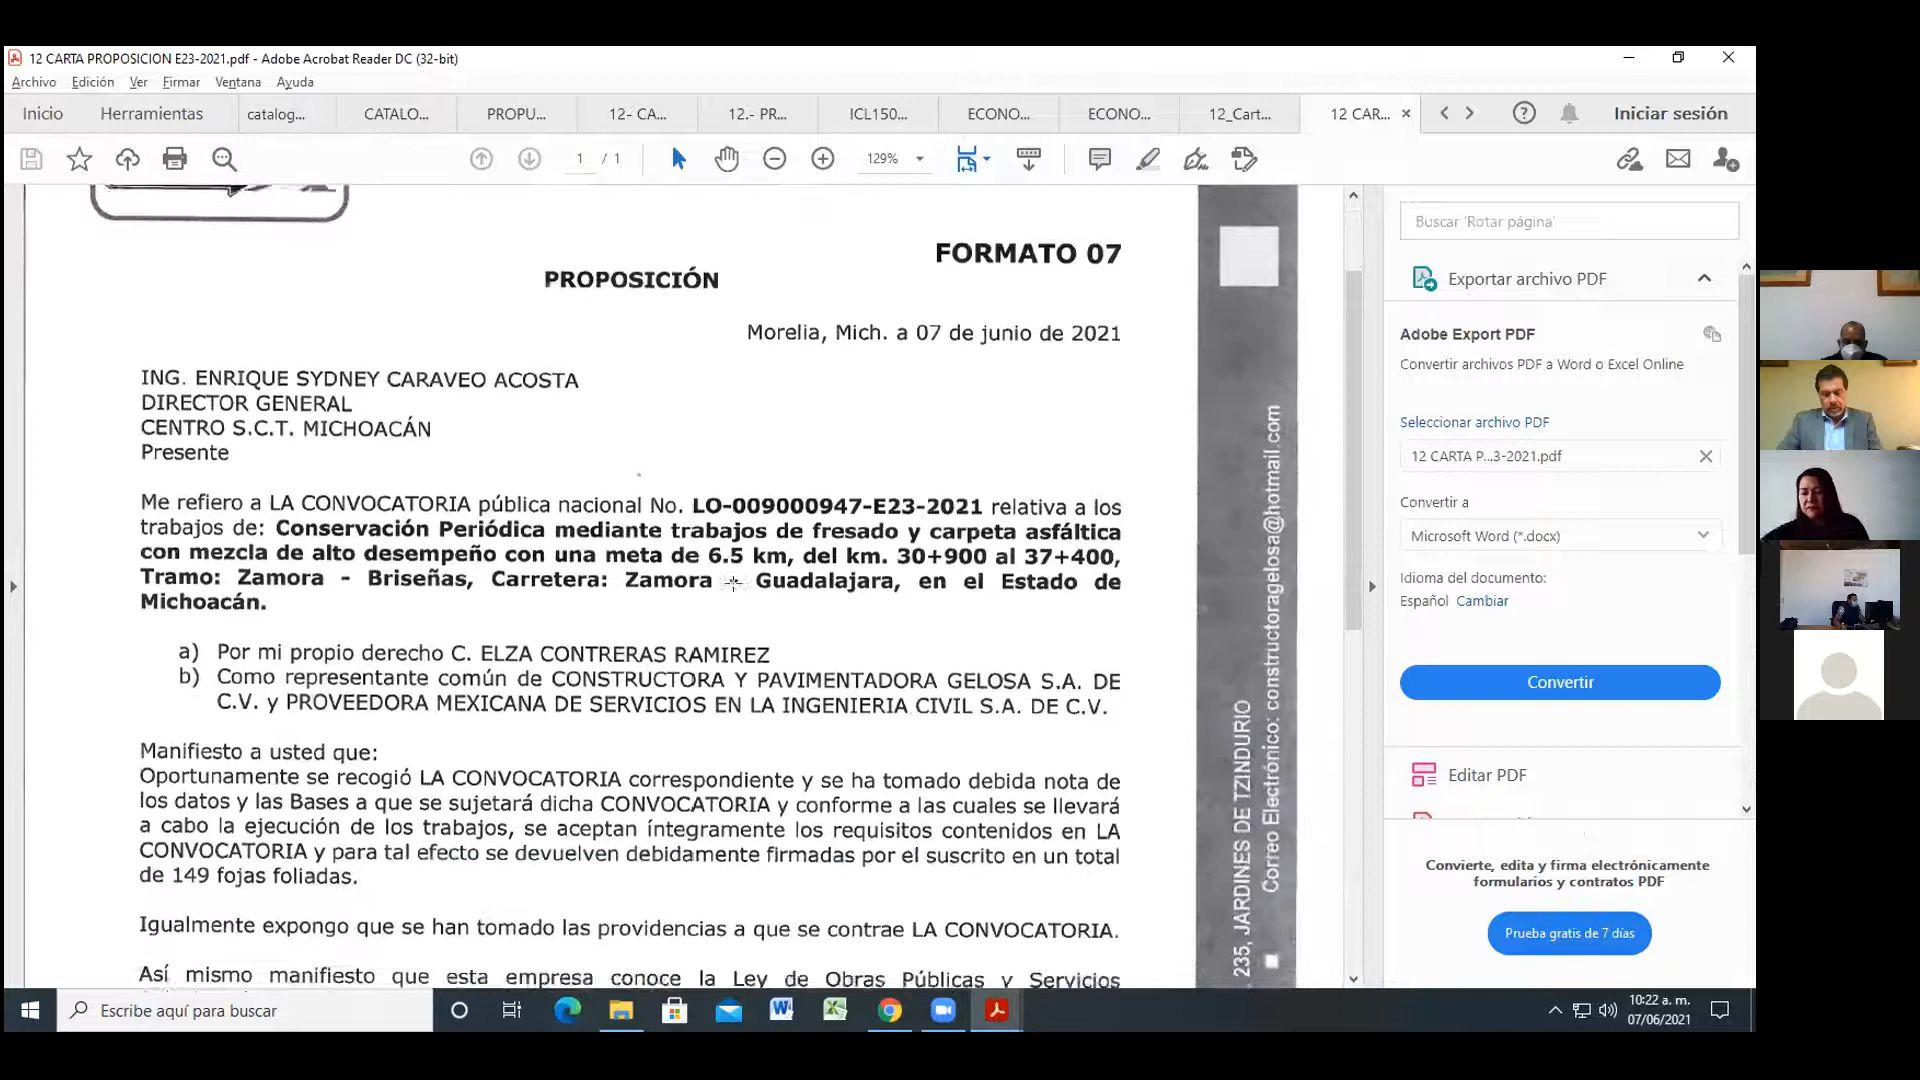 12 CARTA PROPOSICION E23-2021.pdf - Adobe Acrobat Reader DC (32-bit)
Archivo Edición Ver Firmar Ventana Ayuda
Inicio Herramientas catalog... CATALO... PROPU... 12- CA... 12.- PR... ICL150... ECONO... ECONO... 12_Cart... 12 CAR... Iniciar sesión
1 / 1 129%
FORMATO 07
PROPOSICIÓN
Morelia, Mich. a 07 de junio de 2021
ING. ENRIQUE SYDNEY CARAVEO ACOSTA
DIRECTOR GENERAL
CENTRO S.C.T. MICHOACÁN
Presente
Me refiero a LA CONVOCATORIA pública nacional No. LO-009000947-E23-2021 relativa a los
trabajos de: Conservación Periódica mediante trabajos de fresado y carpeta asfáltica
con mezcla de alto desempeño con una meta de 6.5 km, del km. 30+900 al 37+400,
Tramo: Zamora - Briseñas, Carretera: Zamora Guadalajara, en el Estado de
Michoacán.
a) Por mi propio derecho C. ELZA CONTRERAS RAMIREZ
b) Como representante común de CONSTRUCTORA Y PAVIMENTADORA GELOSA S.A. DE
C.V. y PROVEEDORA MEXICANA DE SERVICIOS EN LA INGENIERIA CIVIL S.A. DE C.V.
Manifiesto a usted que:
Oportunamente se recogió LA CONVOCATORIA correspondiente y se ha tomado debida nota de
los datos y las Bases a que se sujetará dicha CONVOCATORIA y conforme a las cuales se llevará
a cabo la ejecución de los trabajos, se aceptan íntegramente los requisitos contenidos en LA
CONVOCATORIA y para tal efecto se devuelven debidamente firmadas por el suscrito en un total
de 149 fojas foliadas.
Igualmente expongo que se han tomado las providencias a que se contrae LA CONVOCATORIA.
Así mismo manifiesto que esta empresa conoce la Ley de Obras Públicas y Servicios
235, JARDINES DE TZINDURIO
Correo Electrónico: constructoragelosa@hotmail.com
Buscar 'Rotar página'
Exportar archivo PDF
Adobe Export PDF
Convertir archivos PDF a Word o Excel Online
Seleccionar archivo PDF
12 CARTA P...3-2021.pdf
Convertir a
Microsoft Word (*.docx)
Idioma del documento:
Español Cambiar
Convertir
Editar PDF
Convierte, edita y firma electrónicamente
formularios y contratos PDF
Prueba gratis de 7 días
Escribe aquí para buscar
10:22 a. m.
07/06/2021